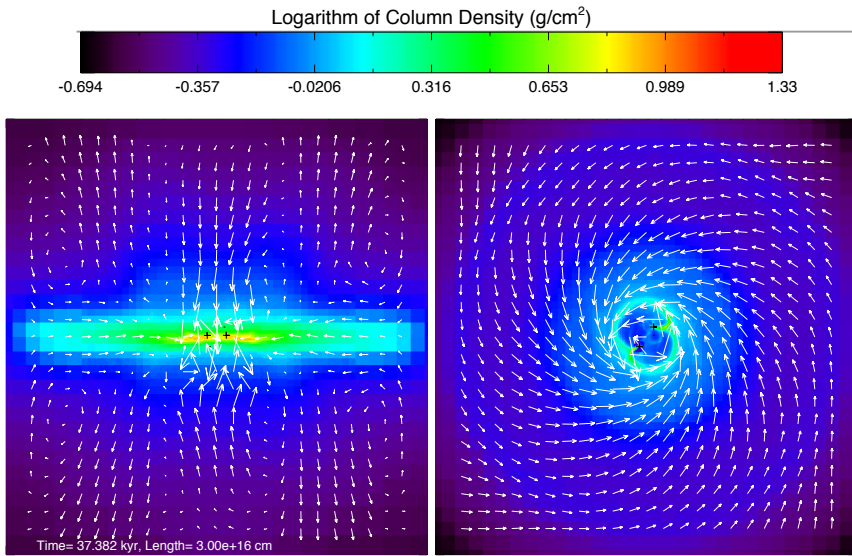 Logarithm of Column Density (g/cm²)
-0.694 -0.357 -0.0206 0.316 0.653 0.989 1.33
Time= 37.382 kyr, Length= 3.00e+16 cm